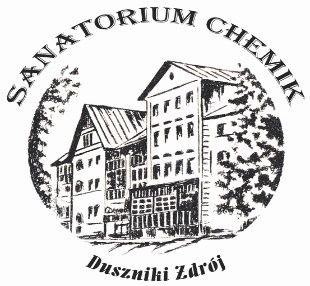 SANATORIUM CHEMIK
Duszniki Zdrój